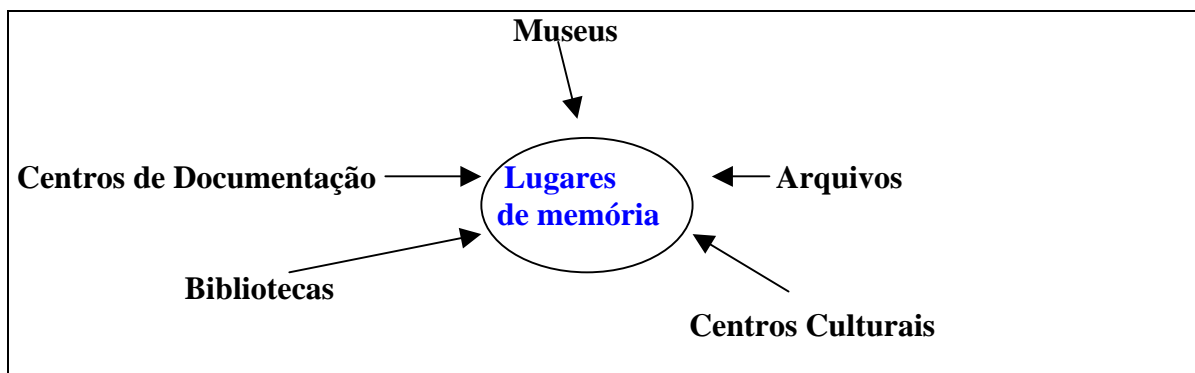 Museus
Centros de Documentação
Lugares
de memória
Arquivos
Bibliotecas
Centros Culturais